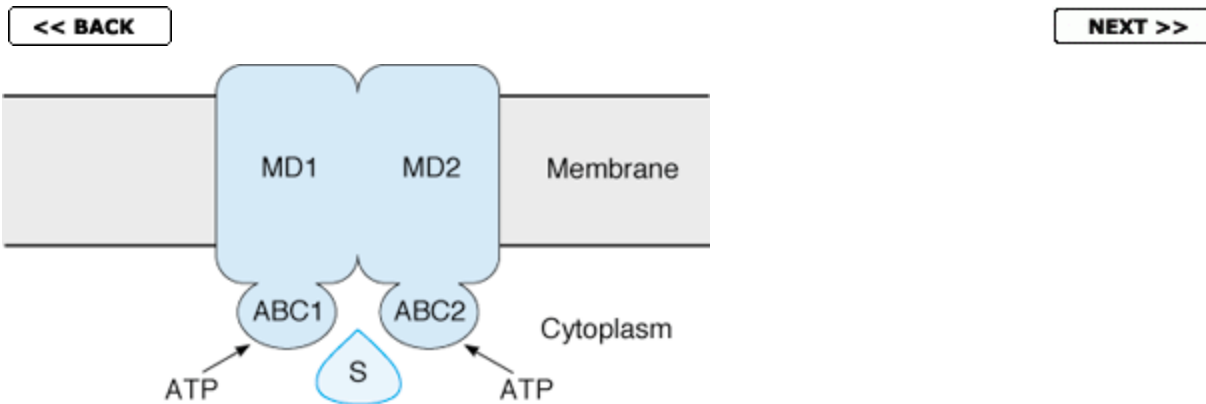 << BACK
NEXT >>
MD1 MD2 Membrane
ABC1 ABC2
Cytoplasm
S
ATP ATP